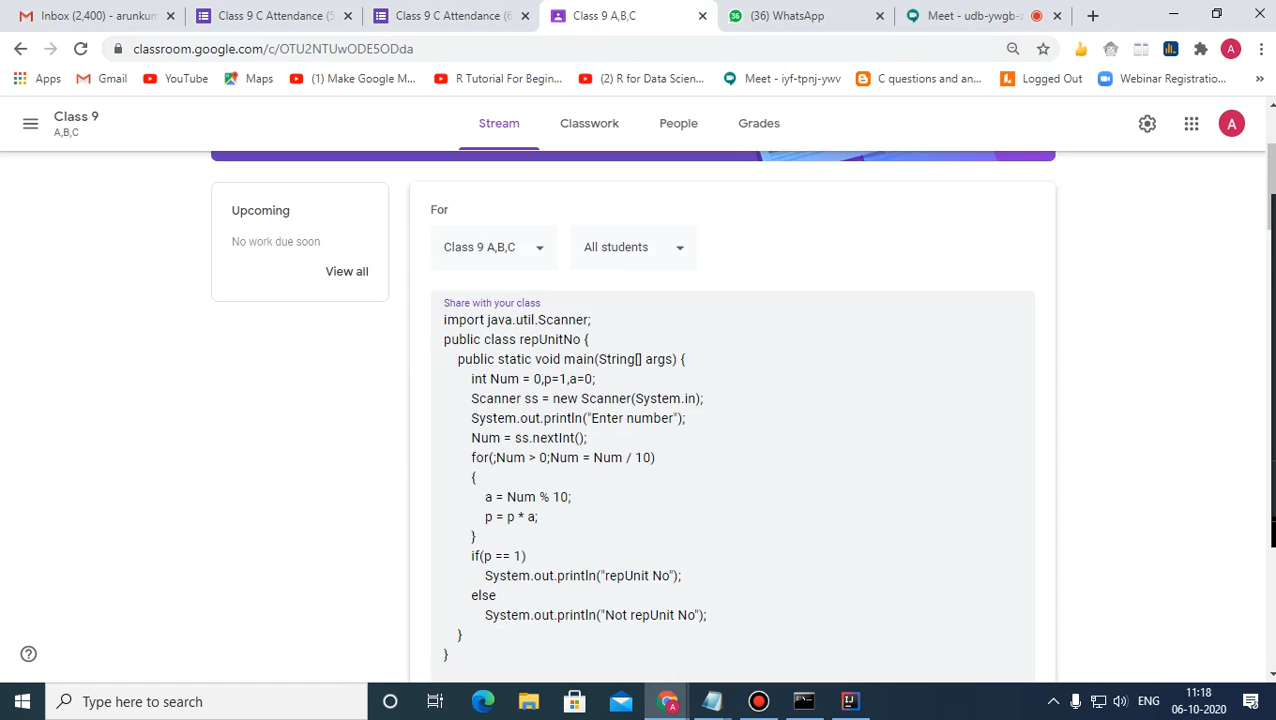 Inbox (2,400) - arunkum
Class 9 C Attendance (5
Class 9 C Attendance (6
Class 9 A,B,C
(36) WhatsApp
Meet - udb-ywgb-z
classroom.google.com/c/OTU2NTUwODE5ODda
Apps
Gmail
YouTube
Maps
(1) Make Google M...
R Tutorial For Begin...
(2) R for Data Scien...
Meet - iyf-tpnj-ywv
C questions and an...
Logged Out
Webinar Registratio...
»
Class 9
A,B,C
Stream
Classwork
People
Grades
A
Upcoming
No work due soon
View all
For
Class 9 A,B,C
All students
Share with your class
import java.util.Scanner;
public class repUnitNo {
public static void main(String[] args) {
int Num = 0,p=1,a=0;
Scanner ss = new Scanner(System.in);
System.out.println("Enter number");
Num = ss.nextInt();
for(;Num > 0;Num = Num / 10)
{
a = Num % 10;
p = p * a;
}
if(p == 1)
System.out.println("repUnit No");
else
System.out.println("Not repUnit No");
}
}
Type here to search
ENG
11:18
06-10-2020